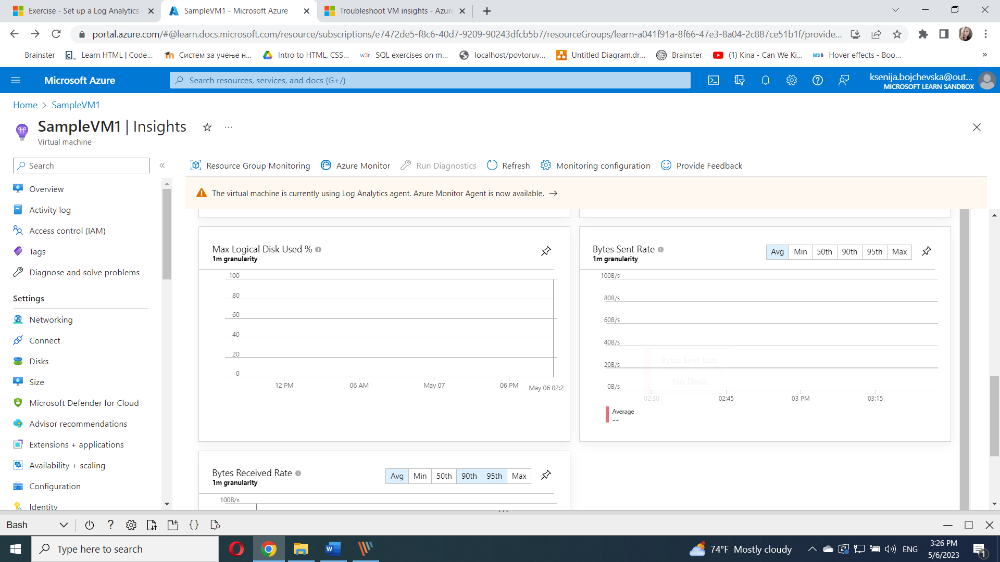 Exercise - Set up a Log Analytics
SampleVM1 - Microsoft Azure
Troubleshoot VM insights - Azure
portal.azure.com/#@learn.docs.microsoft.com/resource/subscriptions/e7472de5-f8c6-40d7-9209-90243dfcb5b7/resourceGroups/learn-a041f91a-8f66-47e3-8a04-2c887ce51b1f/provide...
Brainster
Learn HTML | Code...
Систем за учење н...
Intro to HTML, CSS...
w3r
SQL exercises on m...
localhost/povtoruv...
Untitled Diagram.dr...
Brainster
(1) Kina - Can We Ki...
MDB
Hover effects - Boo...
»
Microsoft Azure
Search resources, services, and docs (G+/)
ksenija.bojchevska@out...
MICROSOFT LEARN SANDBOX
Home > SampleVM1
SampleVM1 | Insights
Virtual machine
Search
Resource Group Monitoring
Azure Monitor
Run Diagnostics
Refresh
Monitoring configuration
Provide Feedback
The virtual machine is currently using Log Analytics agent. Azure Monitor Agent is now available. →
Overview
Activity log
Access control (IAM)
Tags
Diagnose and solve problems
Settings
Networking
Connect
Disks
Size
Microsoft Defender for Cloud
Advisor recommendations
Extensions + applications
Availability + scaling
Configuration
Identity
Max Logical Disk Used %
1m granularity
100
80
60
40
20
0
12 PM
06 AM
May 07
06 PM
May 06 02:2
Bytes Sent Rate
1m granularity
Avg Min 50th 90th 95th Max
100B/s
80B/s
60B/s
40B/s
20B/s
0B/s
Bytes Sent Rate
No Data
02:30
02:45
03 PM
03:15
Average
--
Bytes Received Rate
1m granularity
Avg Min 50th 90th 95th Max
100B/s
Bash
Type here to search
74°F Mostly cloudy
ENG
3:26 PM
5/6/2023
1